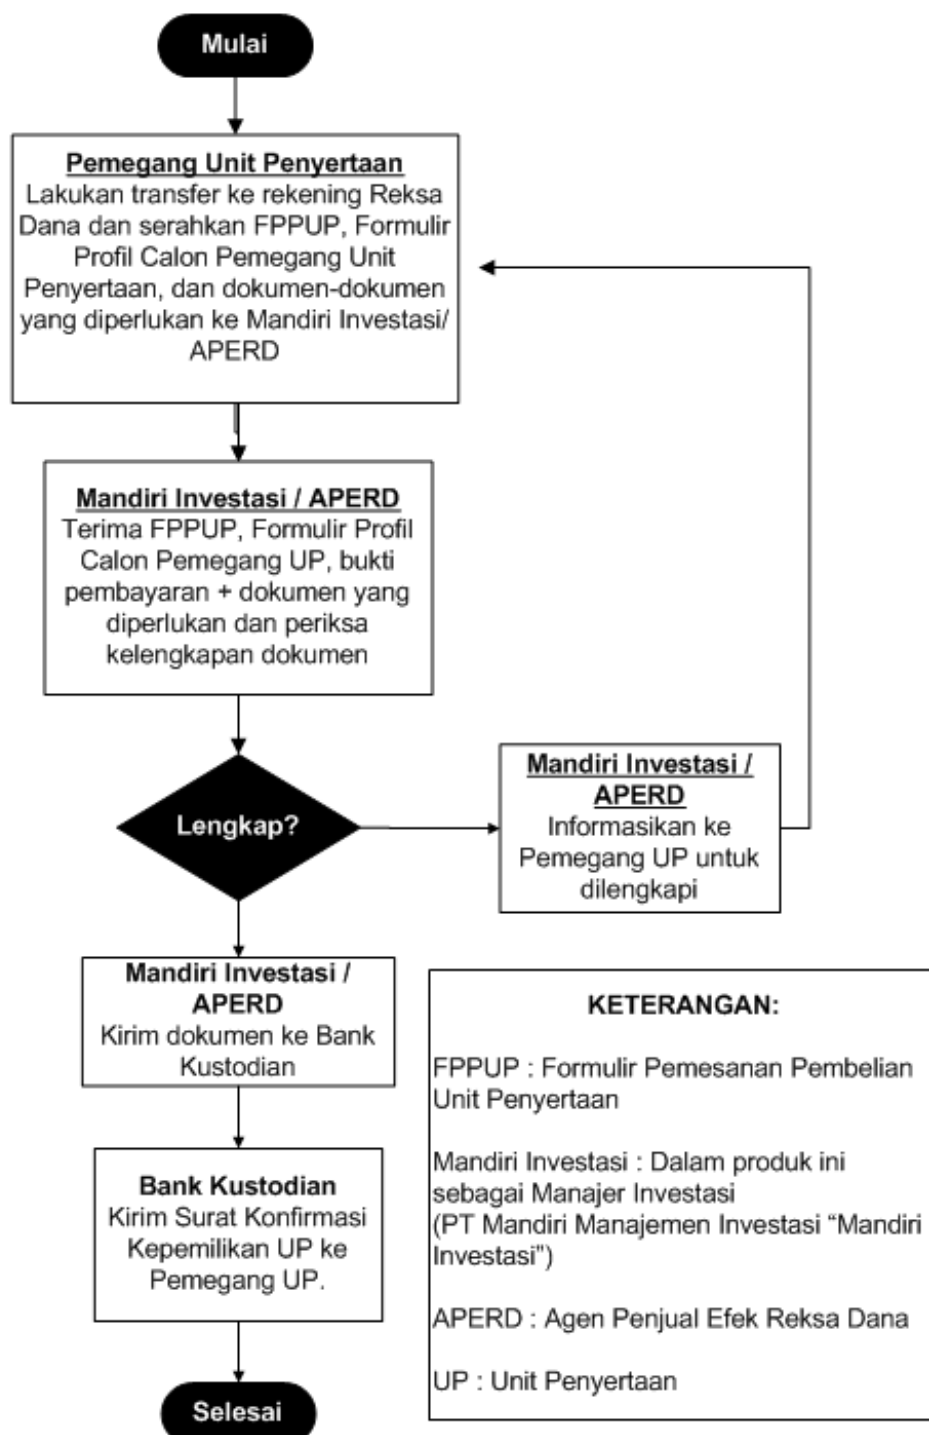 Mulai
Pemegang Unit Penyertaan
Lakukan transfer ke rekening Reksa
Dana dan serahkan FPPUP, Formulir
Profil Calon Pemegang Unit
Penyertaan, dan dokumen-dokumen
yang diperlukan ke Mandiri Investasi/
APERD
Mandiri Investasi / APERD
Terima FPPUP, Formulir Profil
Calon Pemegang UP, bukti
pembayaran + dokumen yang
diperlukan dan periksa
kelengkapan dokumen
Lengkap?
Mandiri Investasi /
APERD
Informasikan ke
Pemegang UP untuk
dilengkapi
Mandiri Investasi /
APERD
Kirim dokumen ke Bank
Kustodian
Bank Kustodian
Kirim Surat Konfirmasi
Kepemilikan UP ke
Pemegang UP.
Selesai
KETERANGAN:
FPPUP : Formulir Pemesanan Pembelian
Unit Penyertaan
Mandiri Investasi : Dalam produk ini
sebagai Manajer Investasi
(PT Mandiri Manajemen Investasi “Mandiri
Investasi”)
APERD : Agen Penjual Efek Reksa Dana
UP : Unit Penyertaan